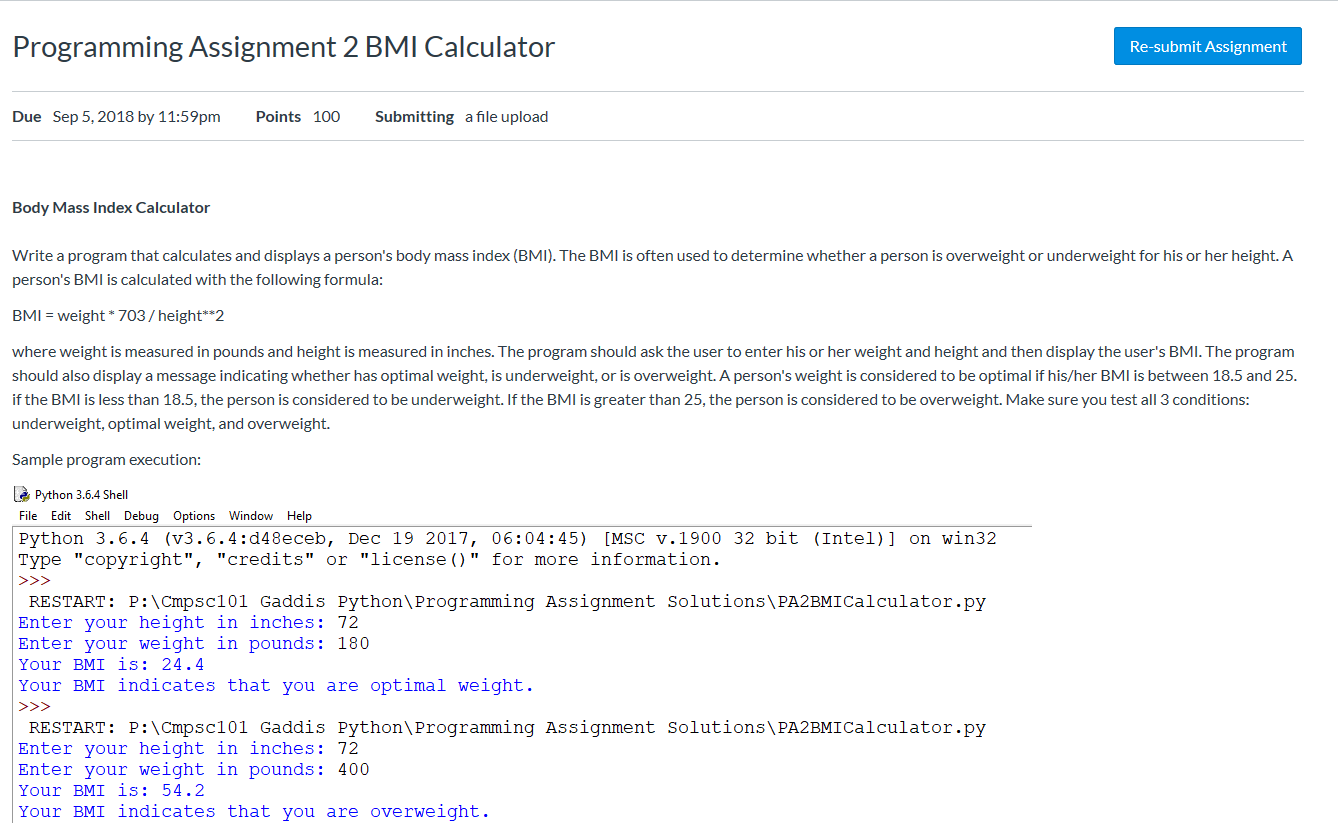 Programming Assignment 2 BMI Calculator
Re-submit Assignment
Due Sep 5, 2018 by 11:59pm Points 100 Submitting a file upload
Body Mass Index Calculator
Write a program that calculates and displays a person's body mass index (BMI). The BMI is often used to determine whether a person is overweight or underweight for his or her height. A
person's BMI is calculated with the following formula:
BMI = weight * 703 / height**2
where weight is measured in pounds and height is measured in inches. The program should ask the user to enter his or her weight and height and then display the user's BMI. The program
should also display a message indicating whether has optimal weight, is underweight, or is overweight. A person's weight is considered to be optimal if his/her BMI is between 18.5 and 25.
if the BMI is less than 18.5, the person is considered to be underweight. If the BMI is greater than 25, the person is considered to be overweight. Make sure you test all 3 conditions:
underweight, optimal weight, and overweight.
Sample program execution:
Python 3.6.4 Shell
File Edit Shell Debug Options Window Help
Python 3.6.4 (v3.6.4:d48eceb, Dec 19 2017, 06:04:45) [MSC v.1900 32 bit (Intel)] on win32
Type "copyright", "credits" or "license()" for more information.
>>>
RESTART: P:\Cmpsc101 Gaddis Python\Programming Assignment Solutions\PA2BMICalculator.py
Enter your height in inches: 72
Enter your weight in pounds: 180
Your BMI is: 24.4
Your BMI indicates that you are optimal weight.
>>>
RESTART: P:\Cmpsc101 Gaddis Python\Programming Assignment Solutions\PA2BMICalculator.py
Enter your height in inches: 72
Enter your weight in pounds: 400
Your BMI is: 54.2
Your BMI indicates that you are overweight.